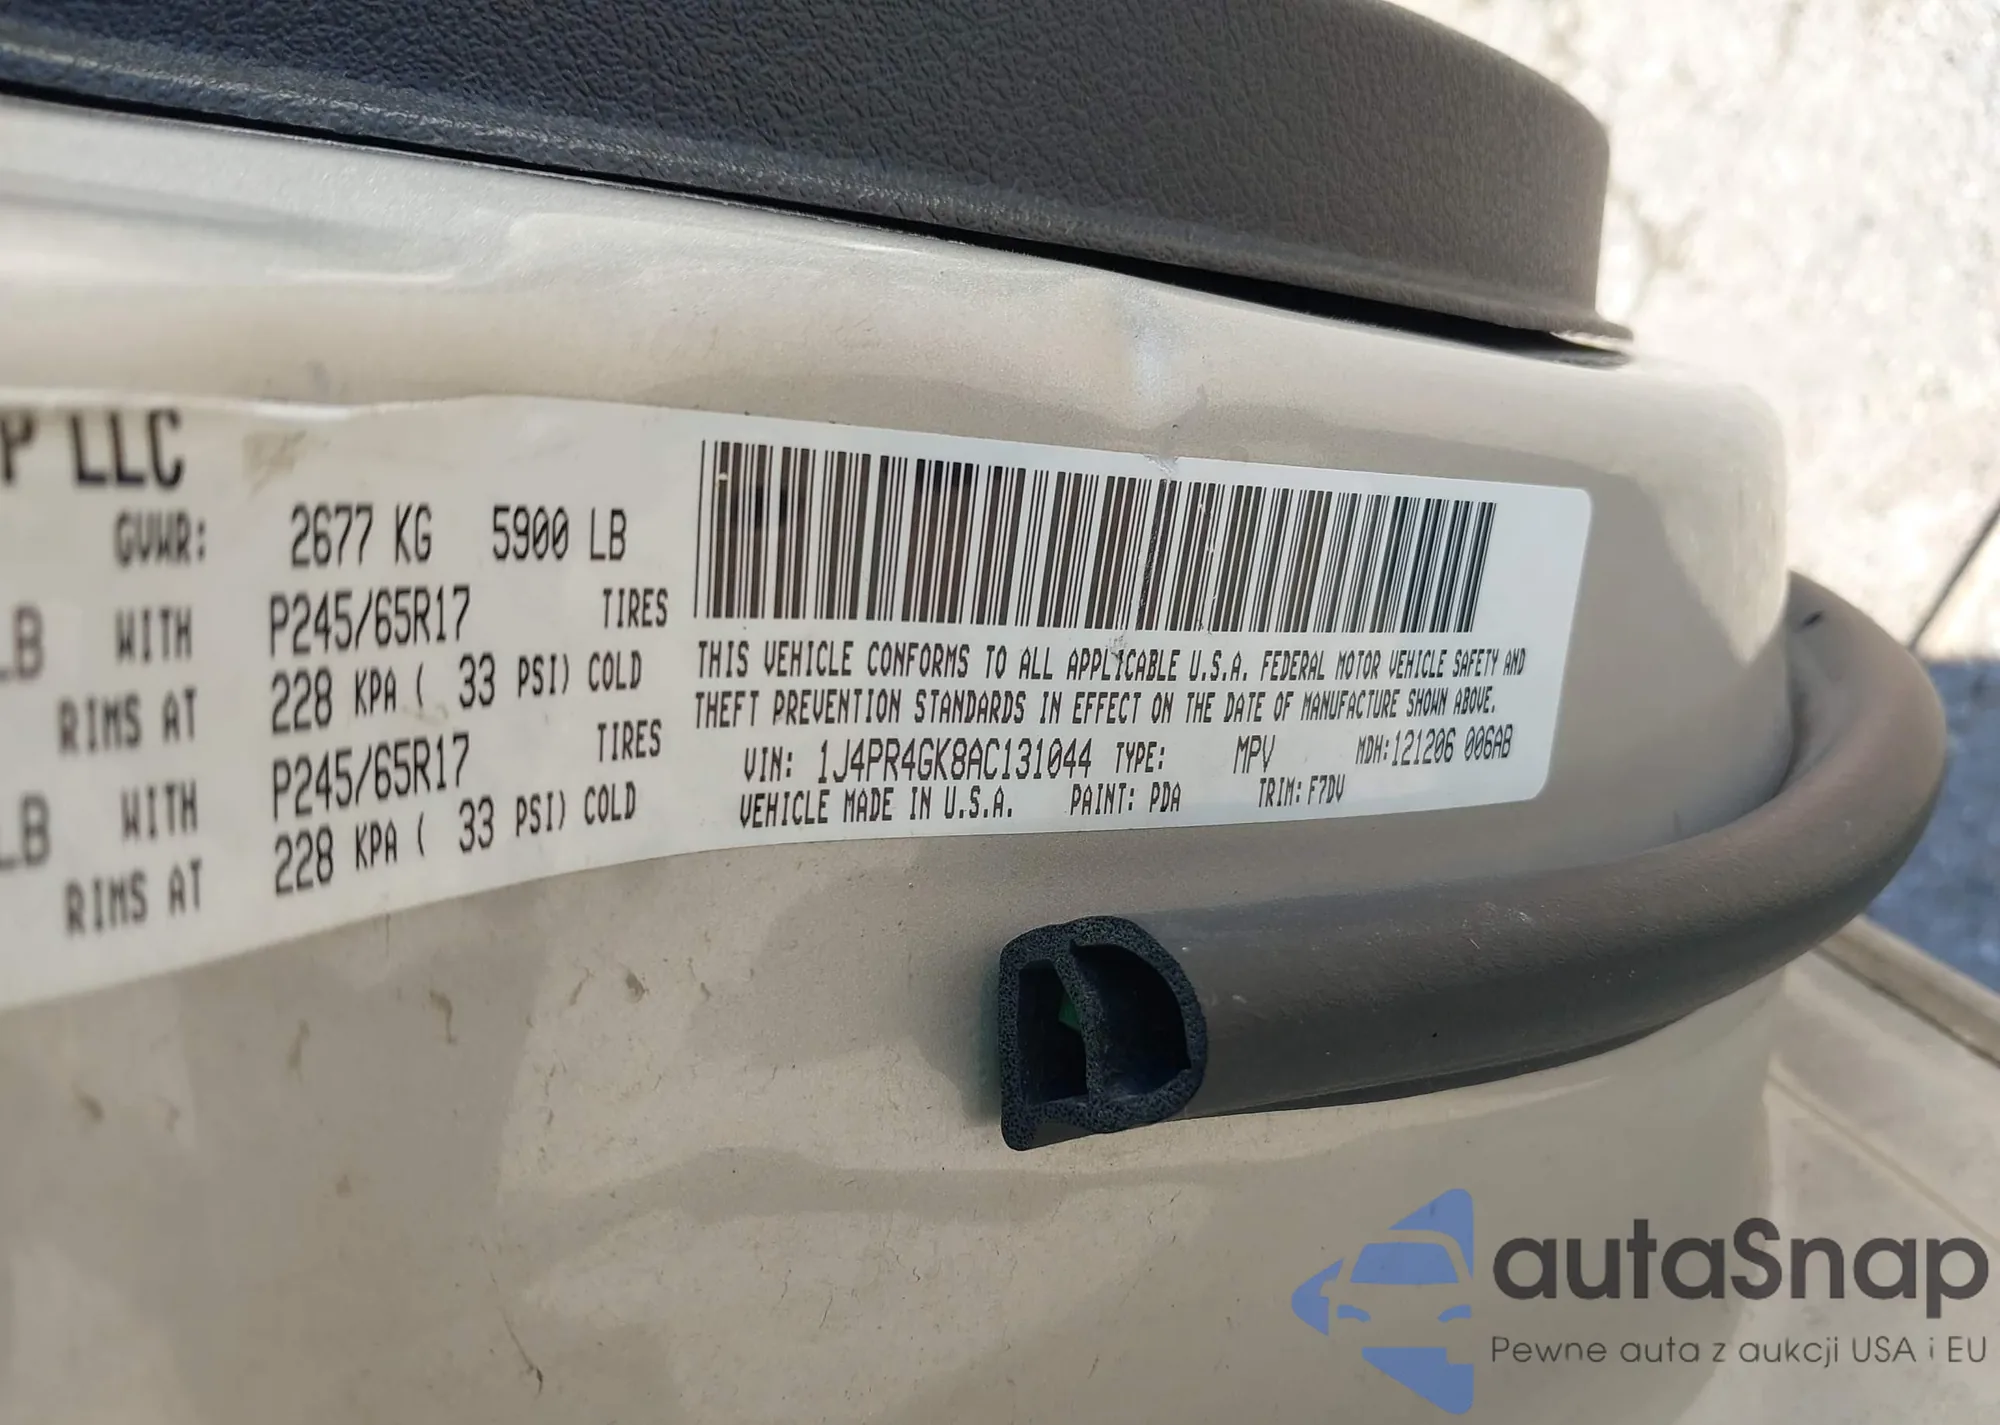 P LLC
GVWR: 2677 KG 5900 LB
LB WITH P245/65R17 TIRES
RIMS AT 228 KPA ( 33 PSI) COLD
LB WITH P245/65R17 TIRES
RIMS AT 228 KPA ( 33 PSI) COLD
THIS VEHICLE CONFORMS TO ALL APPLICABLE U.S.A. FEDERAL MOTOR VEHICLE SAFETY AND
THEFT PREVENTION STANDARDS IN EFFECT ON THE DATE OF MANUFACTURE SHOWN ABOVE.
VIN: 1J4PR4GK8AC131044 TYPE: MPV MDH: 121206 006AB
VEHICLE MADE IN U.S.A. PAINT: PDA TRIM: F7DV
autaSnap
Pewne auta z aukcji USA i EU